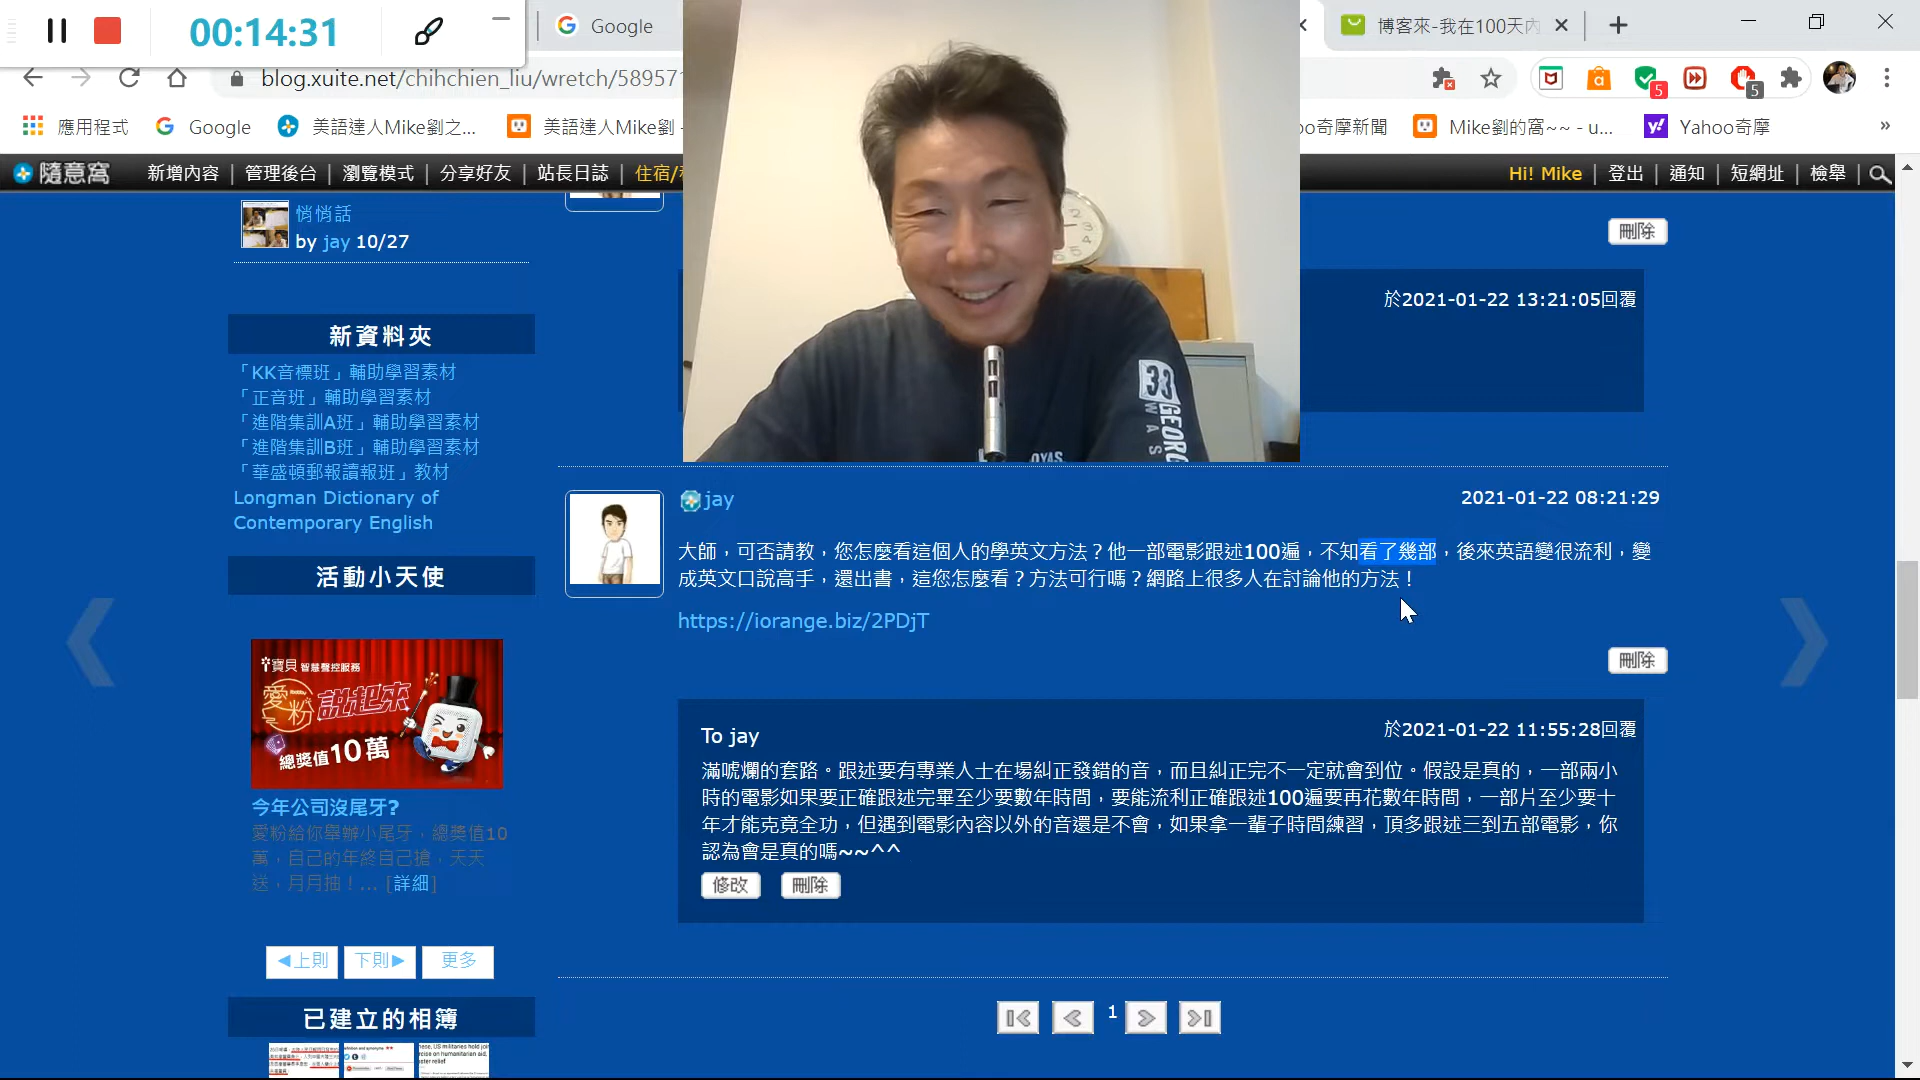 00:14:31
Google
博客來-我在100天內
blog.xuite.net/chihchien_liu/wretch/58957
5
5
應用程式
Google
美語達人Mike劉之...
美語達人Mike劉 -
oo奇摩新聞
Mike劉的窩~~ - u...
Yahoo奇摩
»
隨意窩
新增內容 | 管理後台 | 瀏覽模式 | 分享好友 | 站長日誌 | 住宿/
Hi! Mike | 登出 | 通知 | 短網址 | 檢舉
悄悄話
by jay 10/27
刪除
於2021-01-22 13:21:05回覆
新資料夾
「KK音標班」輔助學習素材
「正音班」輔助學習素材
「進階集訓A班」輔助學習素材
「進階集訓B班」輔助學習素材
「華盛頓郵報讀報班」教材
Longman Dictionary of
Contemporary English
33
GEORG
WAS
jay
2021-01-22 08:21:29
大師，可否請教，您怎麼看這個人的學英文方法？他一部電影跟述100遍，不知看了幾部，後來英語變很流利，變
成英文口說高手，還出書，這您怎麼看？方法可行嗎？網路上很多人在討論他的方法！
https://iorange.biz/2PDjT
刪除
活動小天使
寶貝 智慧聲控服務
愛粉
說起來
總獎值10萬
今年公司沒尾牙?
愛粉給你舉辦小尾牙，總獎值10
萬，自己的年終自己搶，天天
送，月月抽！... [詳細]
To jay
於2021-01-22 11:55:28回覆
滿唬爛的套路。跟述要有專業人士在場糾正發錯的音，而且糾正完不一定就會到位。假設是真的，一部兩小
時的電影如果要正確跟述完畢至少要數年時間，要能流利正確跟述100遍要再花數年時間，一部片至少要十
年才能克竟全功，但遇到電影內容以外的音還是不會，如果拿一輩子時間練習，頂多跟述三到五部電影，你
認為會是真的嗎~~^^
修改
刪除
◀上則
下則▶
更多
1
已建立的相簿